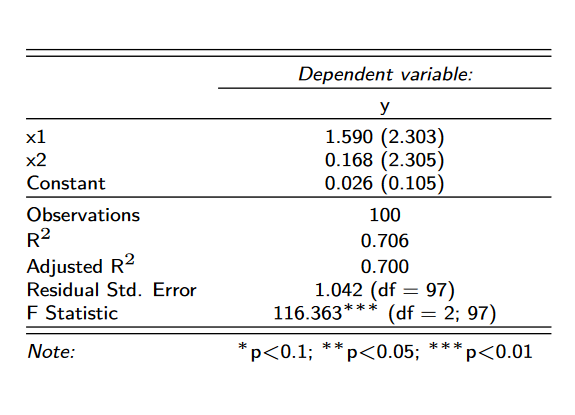 Dependent variable:
y
x1 1.590 (2.303)
x2 0.168 (2.305)
Constant 0.026 (0.105)
Observations 100
R² 0.706
Adjusted R² 0.700
Residual Std. Error 1.042 (df = 97)
F Statistic 116.363*** (df = 2; 97)
Note: *p<0.1; **p<0.05; ***p<0.01